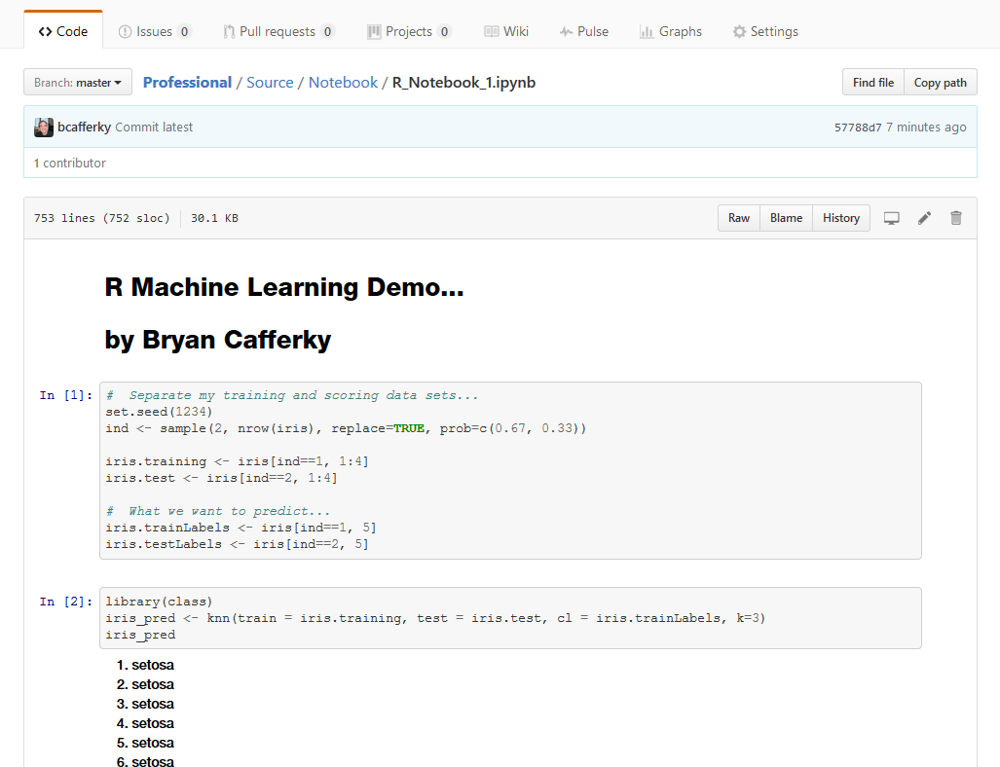 Code Issues 0 Pull requests 0 Projects 0 Wiki Pulse Graphs Settings
Branch: master Professional / Source / Notebook / R_Notebook_1.ipynb Find file Copy path
bcafferky Commit latest 57788d7 7 minutes ago
1 contributor
753 lines (752 sloc) 30.1 KB Raw Blame History
R Machine Learning Demo...
by Bryan Cafferky
In [1]: #  Separate my training and scoring data sets...
set.seed(1234)
ind <- sample(2, nrow(iris), replace=TRUE, prob=c(0.67, 0.33))
iris.training <- iris[ind==1, 1:4]
iris.test <- iris[ind==2, 1:4]
#  What we want to predict...
iris.trainLabels <- iris[ind==1, 5]
iris.testLabels <- iris[ind==2, 5]
In [2]: library(class)
iris_pred <- knn(train = iris.training, test = iris.test, cl = iris.trainLabels, k=3)
iris_pred
1. setosa
2. setosa
3. setosa
4. setosa
5. setosa
6. setosa